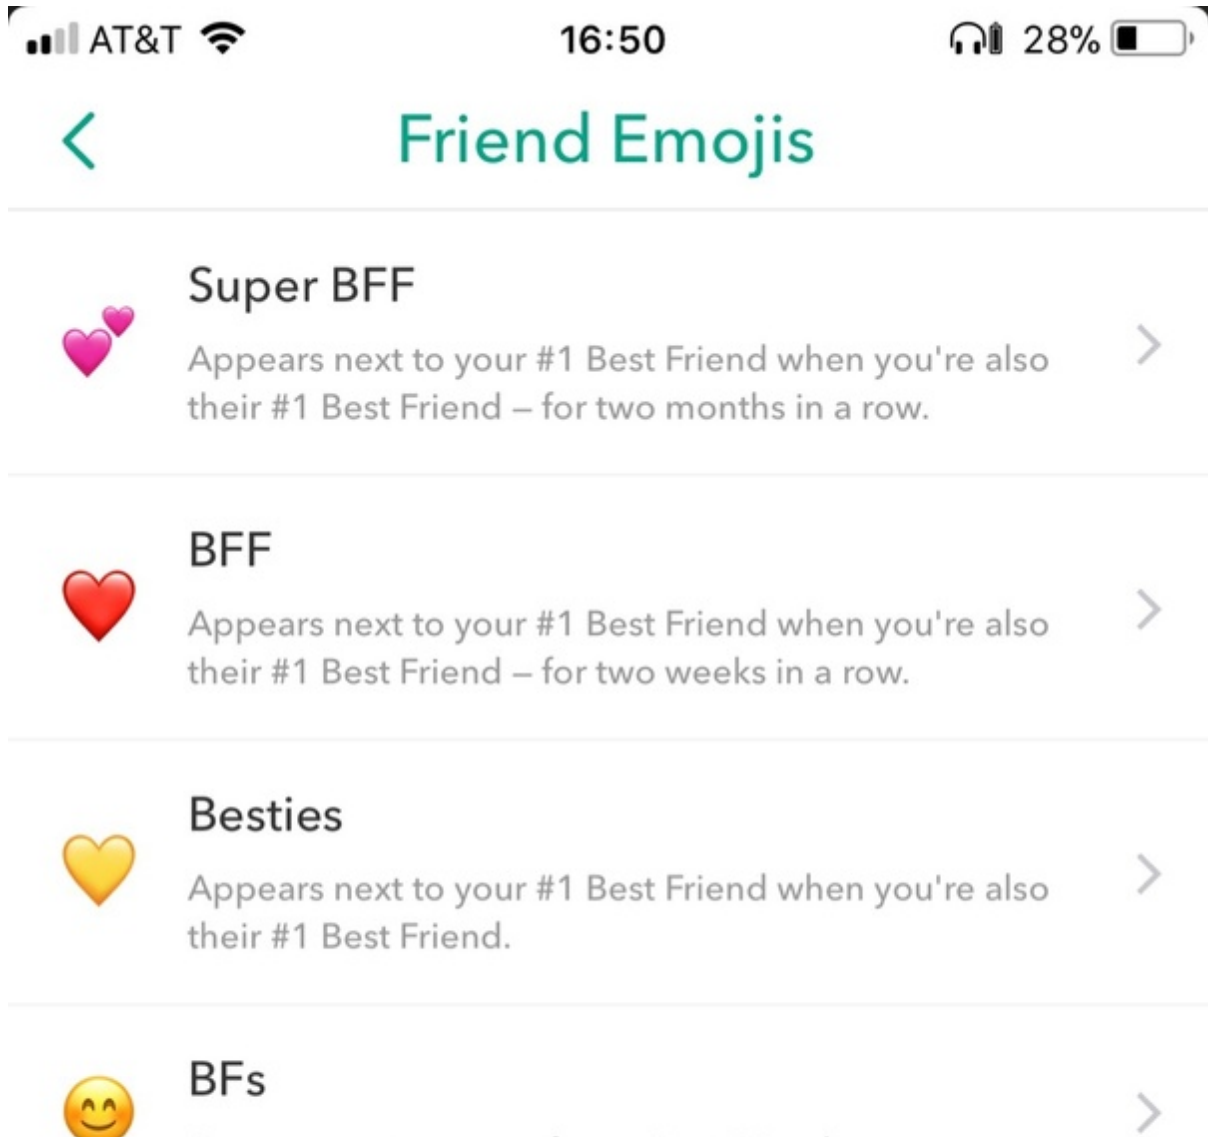 AT&T 16:50 28%
Friend Emojis
Super BFF
Appears next to your #1 Best Friend when you're also
their #1 Best Friend – for two months in a row.
BFF
Appears next to your #1 Best Friend when you're also
their #1 Best Friend – for two weeks in a row.
Besties
Appears next to your #1 Best Friend when you're also
their #1 Best Friend.
BFs